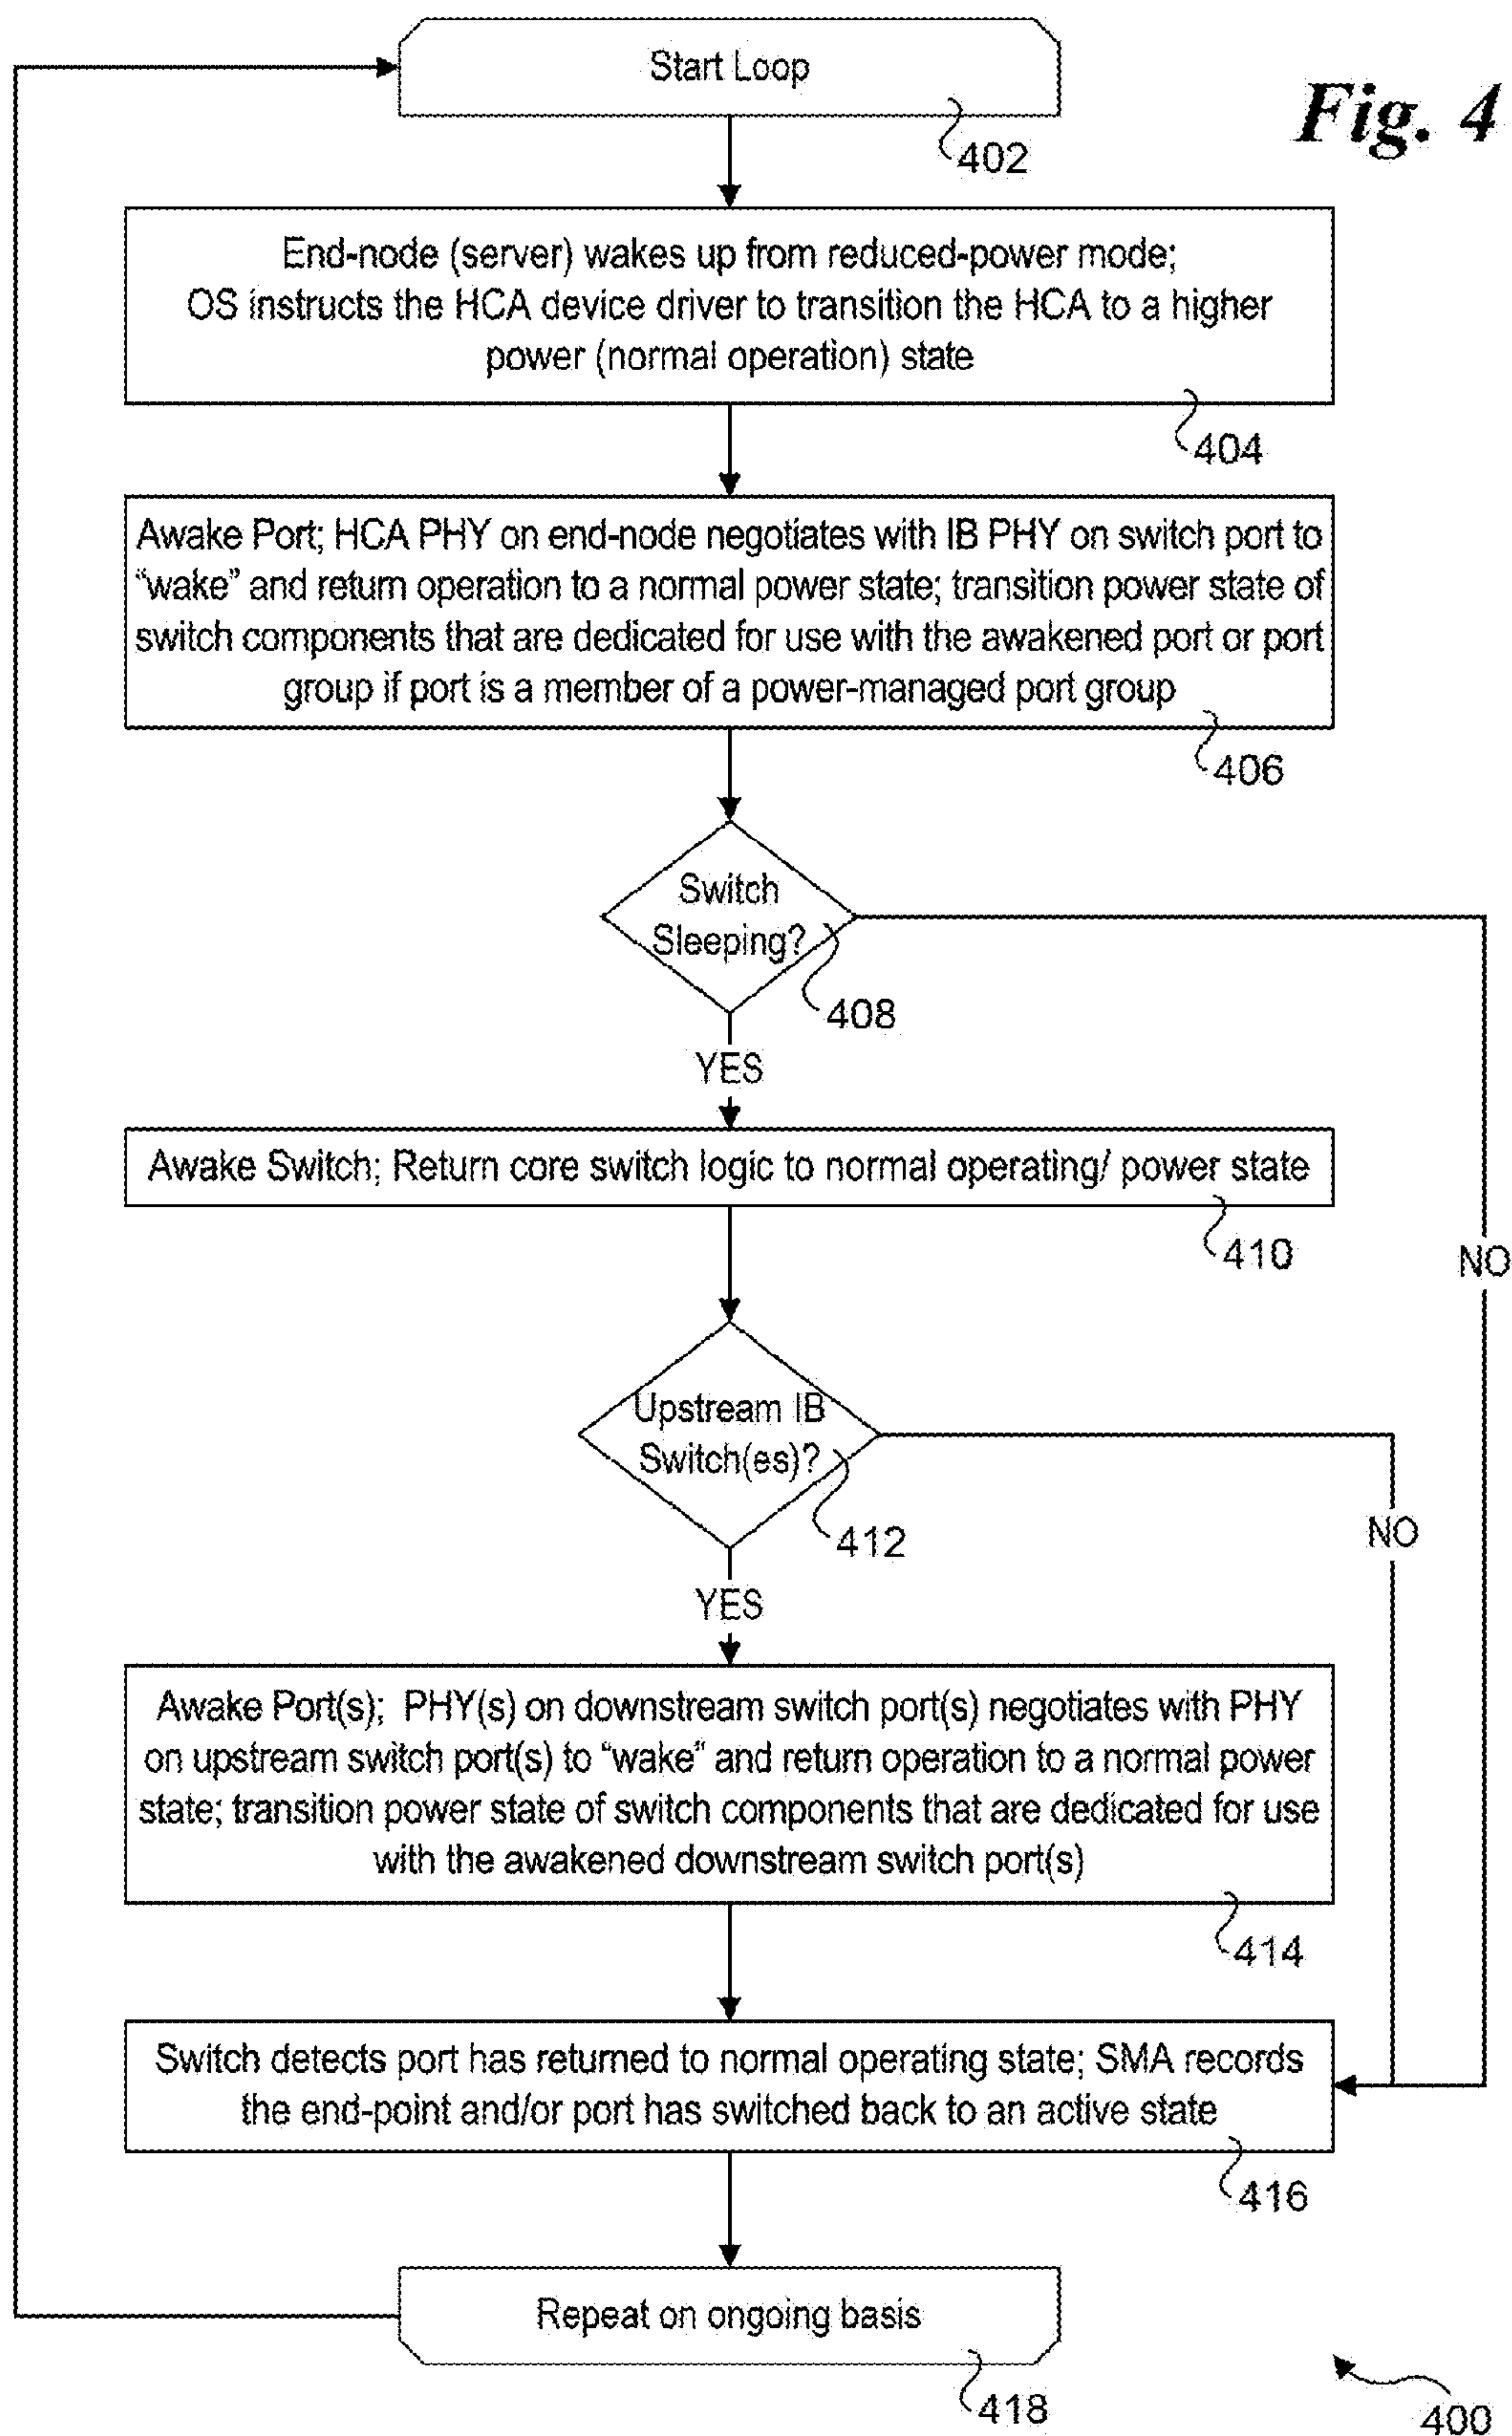 Start Loop
Fig. 4
402
End-node (server) wakes up from reduced-power mode;
OS instructs the HCA device driver to transition the HCA to a higher
power (normal operation) state
404
Awake Port; HCA PHY on end-node negotiates with IB PHY on switch port to
“wake” and return operation to a normal power state; transition power state of
switch components that are dedicated for use with the awakened port or port
group if port is a member of a power-managed port group
406
Switch
Sleeping?
408
YES
Awake Switch; Return core switch logic to normal operating/ power state
410
NO
Upstream IB
Switch(es)?
412
NO
YES
Awake Port(s); PHY(s) on downstream switch port(s) negotiates with PHY
on upstream switch port(s) to “wake” and return operation to a normal power
state; transition power state of switch components that are dedicated for use
with the awakened downstream switch port(s)
414
Switch detects port has returned to normal operating state; SMA records
the end-point and/or port has switched back to an active state
416
Repeat on ongoing basis
418
400